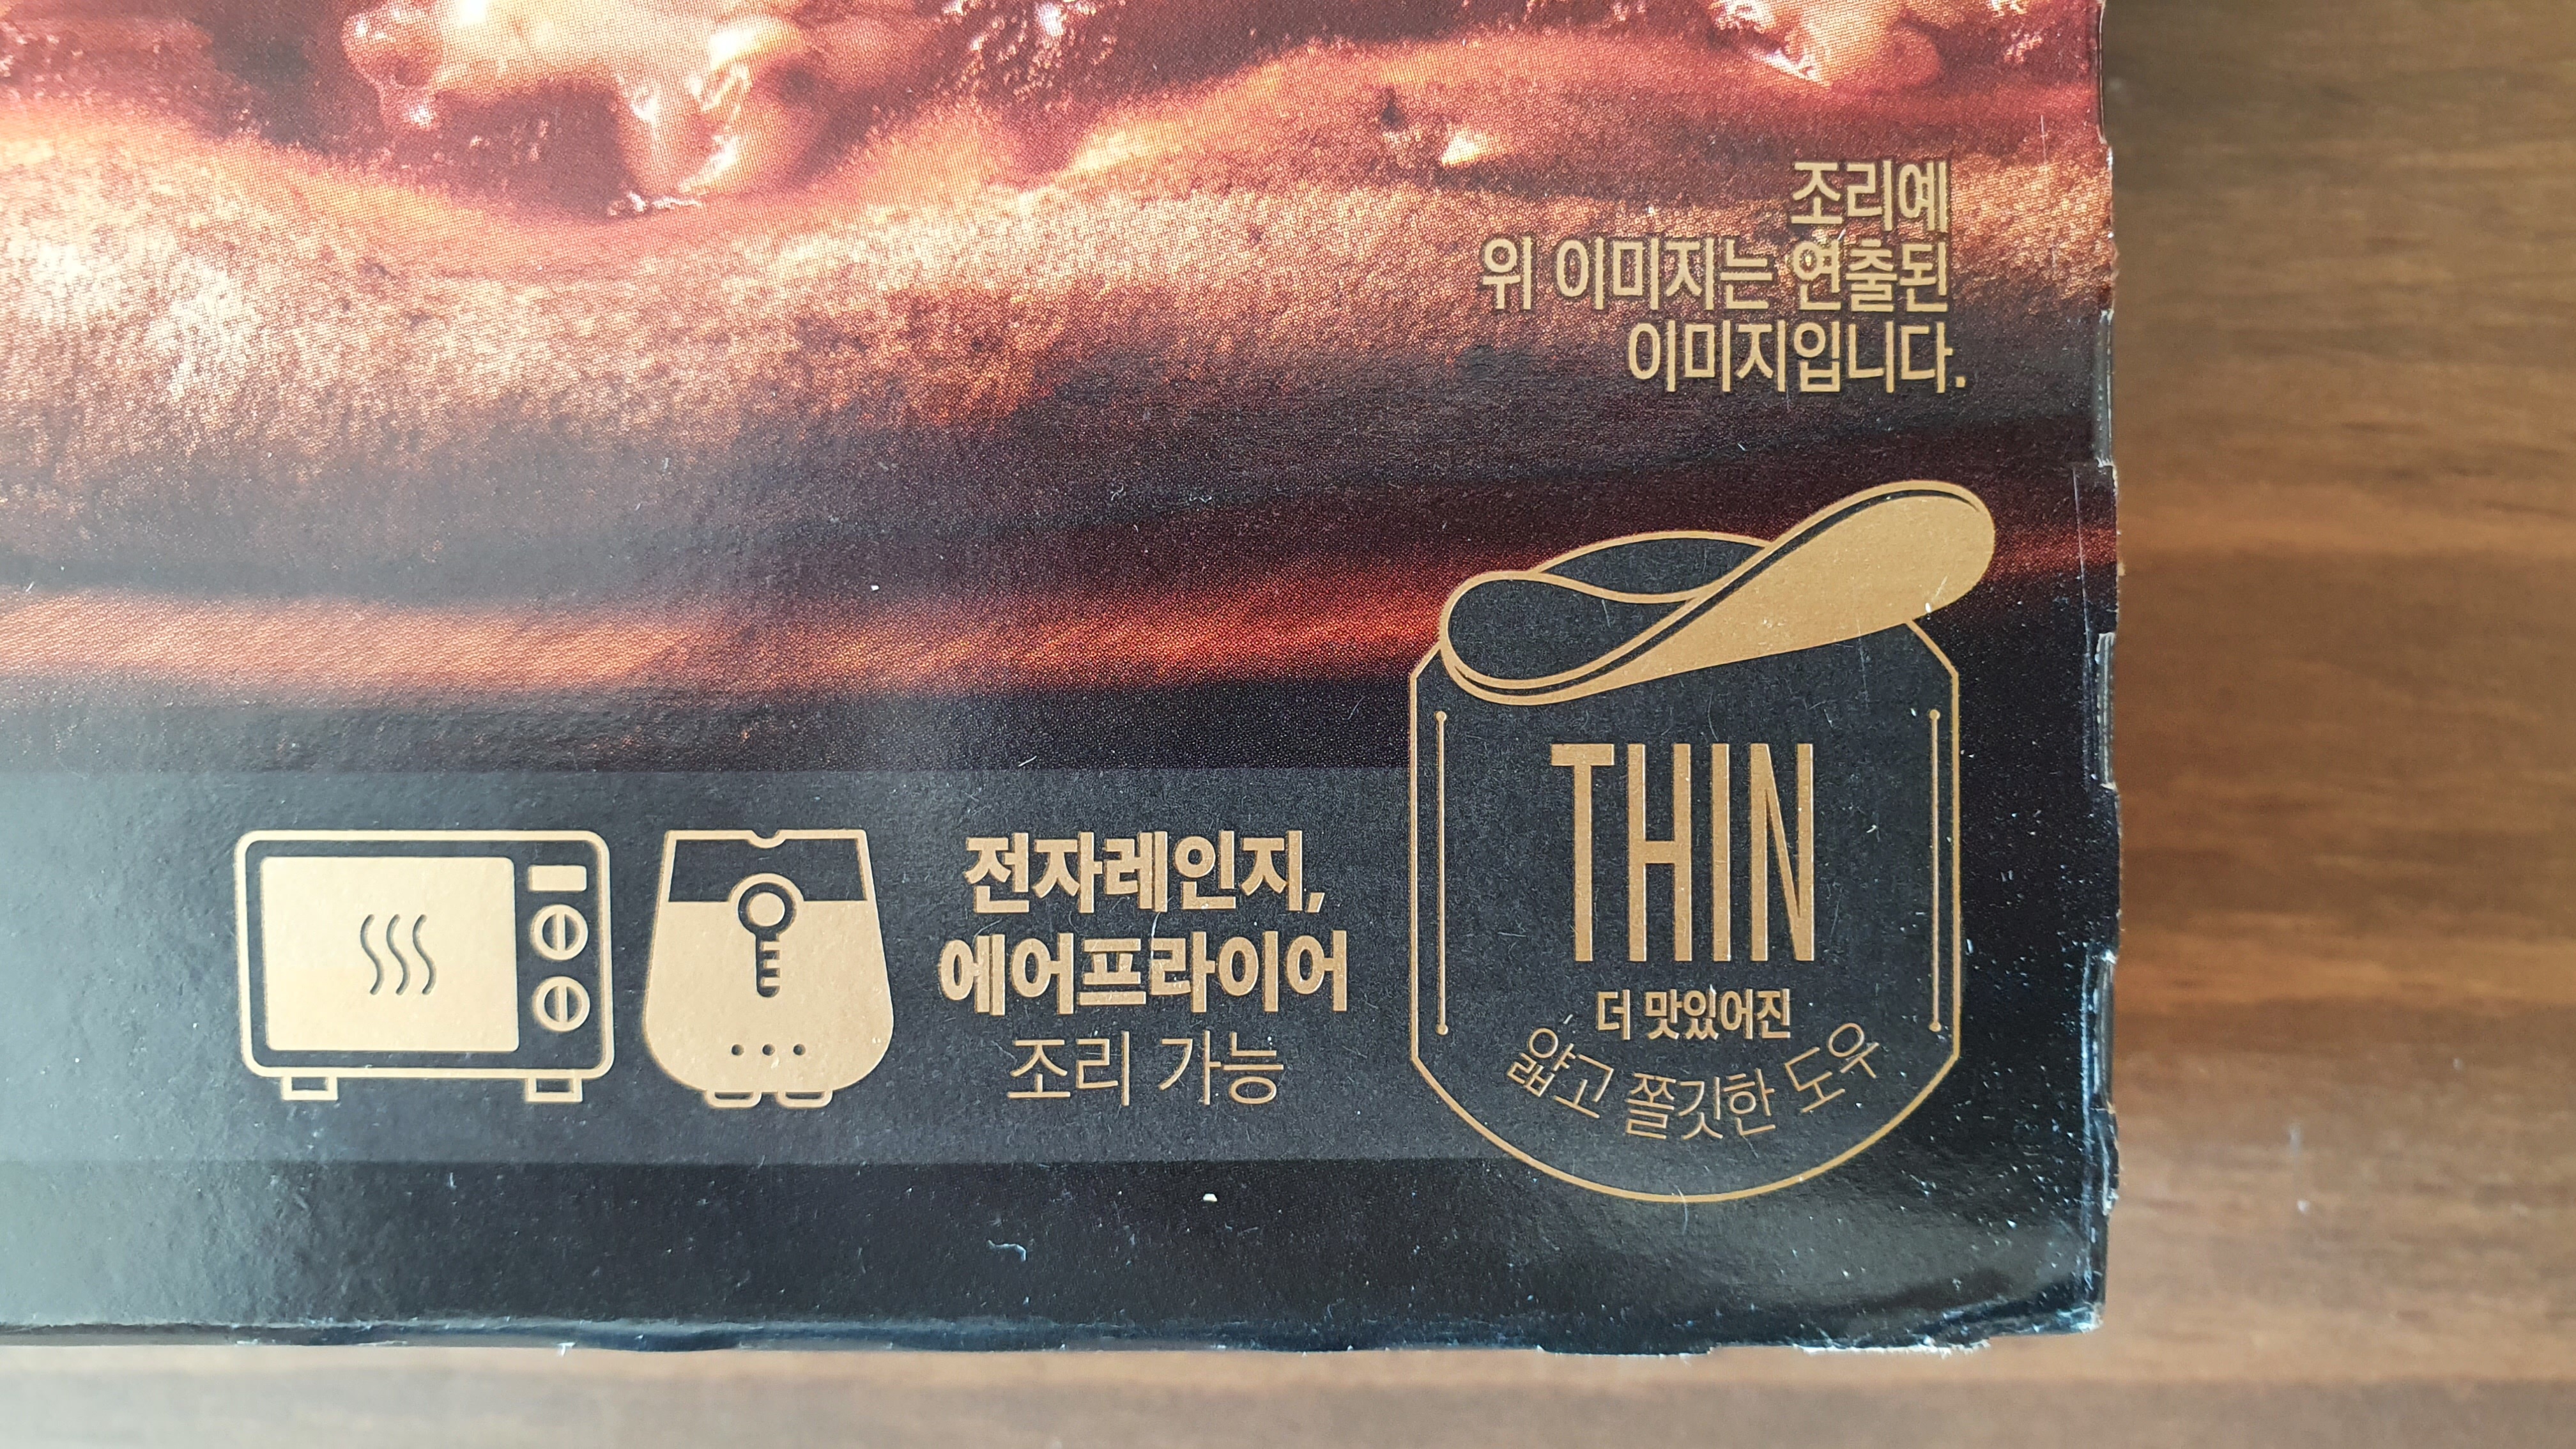 조리예
위 이미지는 연출된
이미지입니다.
전자레인지,
에어프라이어
조리 가능
THIN
더 맛있어진
얇고 쫄깃한 도우